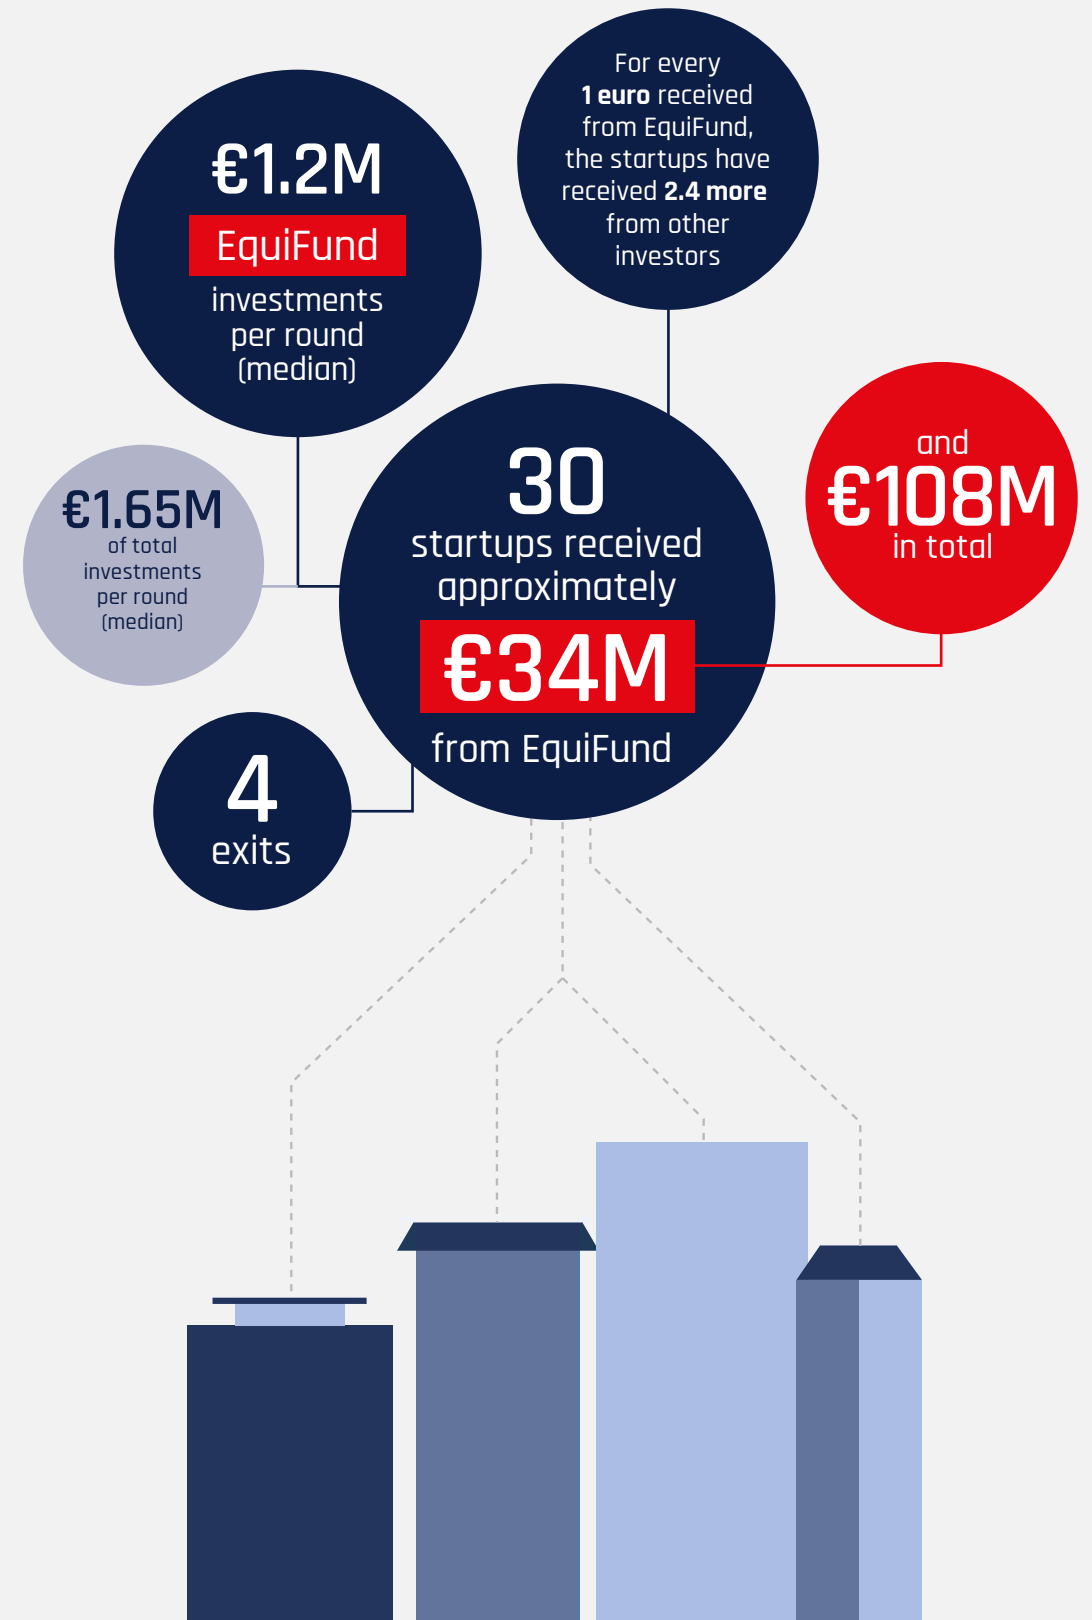 For every
1 euro received
from EquiFund,
the startups have
received 2.4 more
from other
investors
€1.2M
EquiFund
investments
per round
(median)
€1.65M
of total
investments
per round
(median)
30
startups received
approximately
€34M
from EquiFund
and
€108M
in total
4
exits